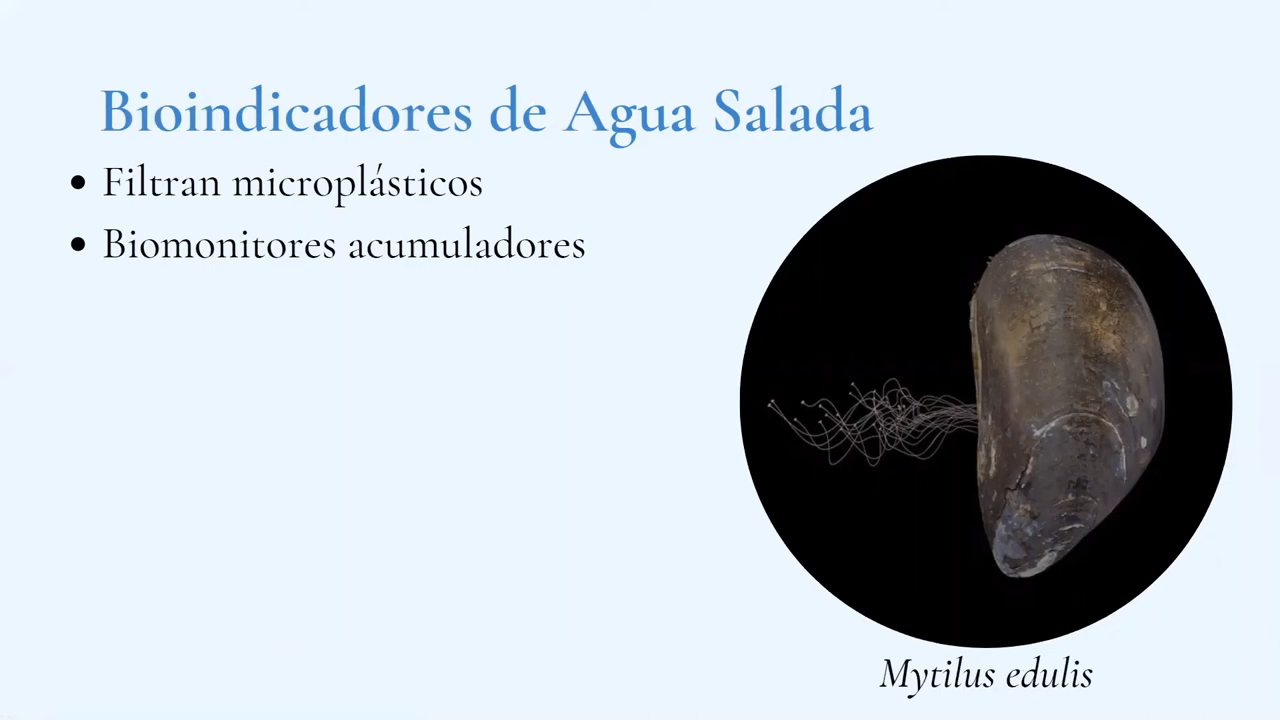 Bioindicadores de Agua Salada
• Filtran microplásticos
• Biomonitores acumuladores
Mytilus edulis